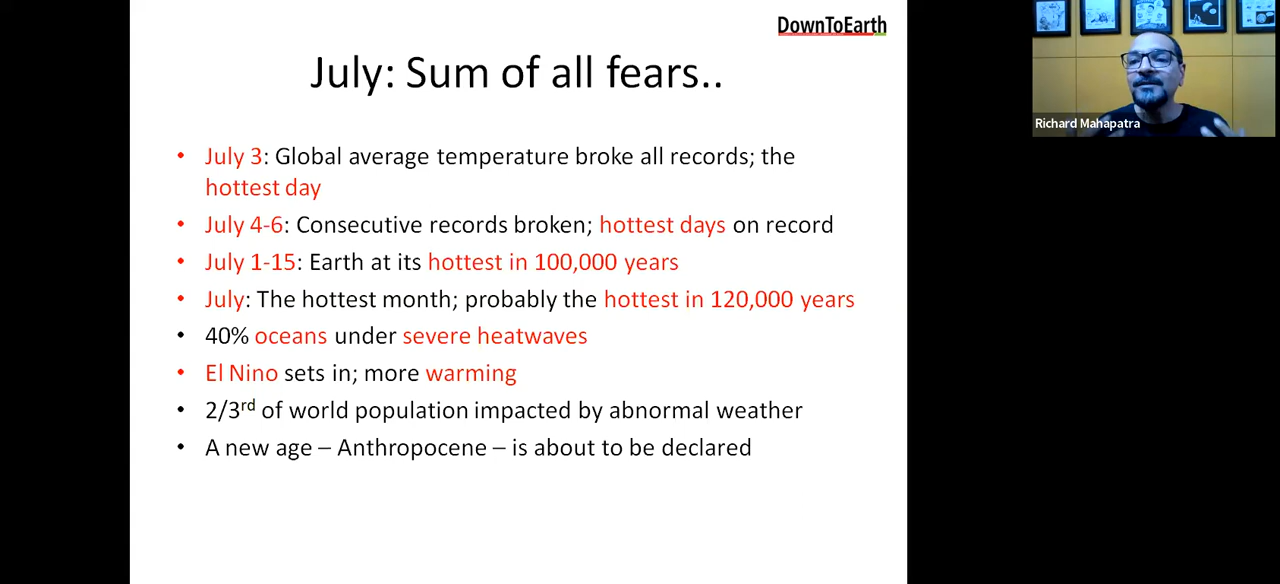 DownToEarth
July: Sum of all fears..
• July 3: Global average temperature broke all records; the
hottest day
• July 4-6: Consecutive records broken; hottest days on record
• July 1-15: Earth at its hottest in 100,000 years
• July: The hottest month; probably the hottest in 120,000 years
• 40% oceans under severe heatwaves
• El Nino sets in; more warming
• 2/3rd of world population impacted by abnormal weather
• A new age – Anthropocene – is about to be declared
Richard Mahapatra